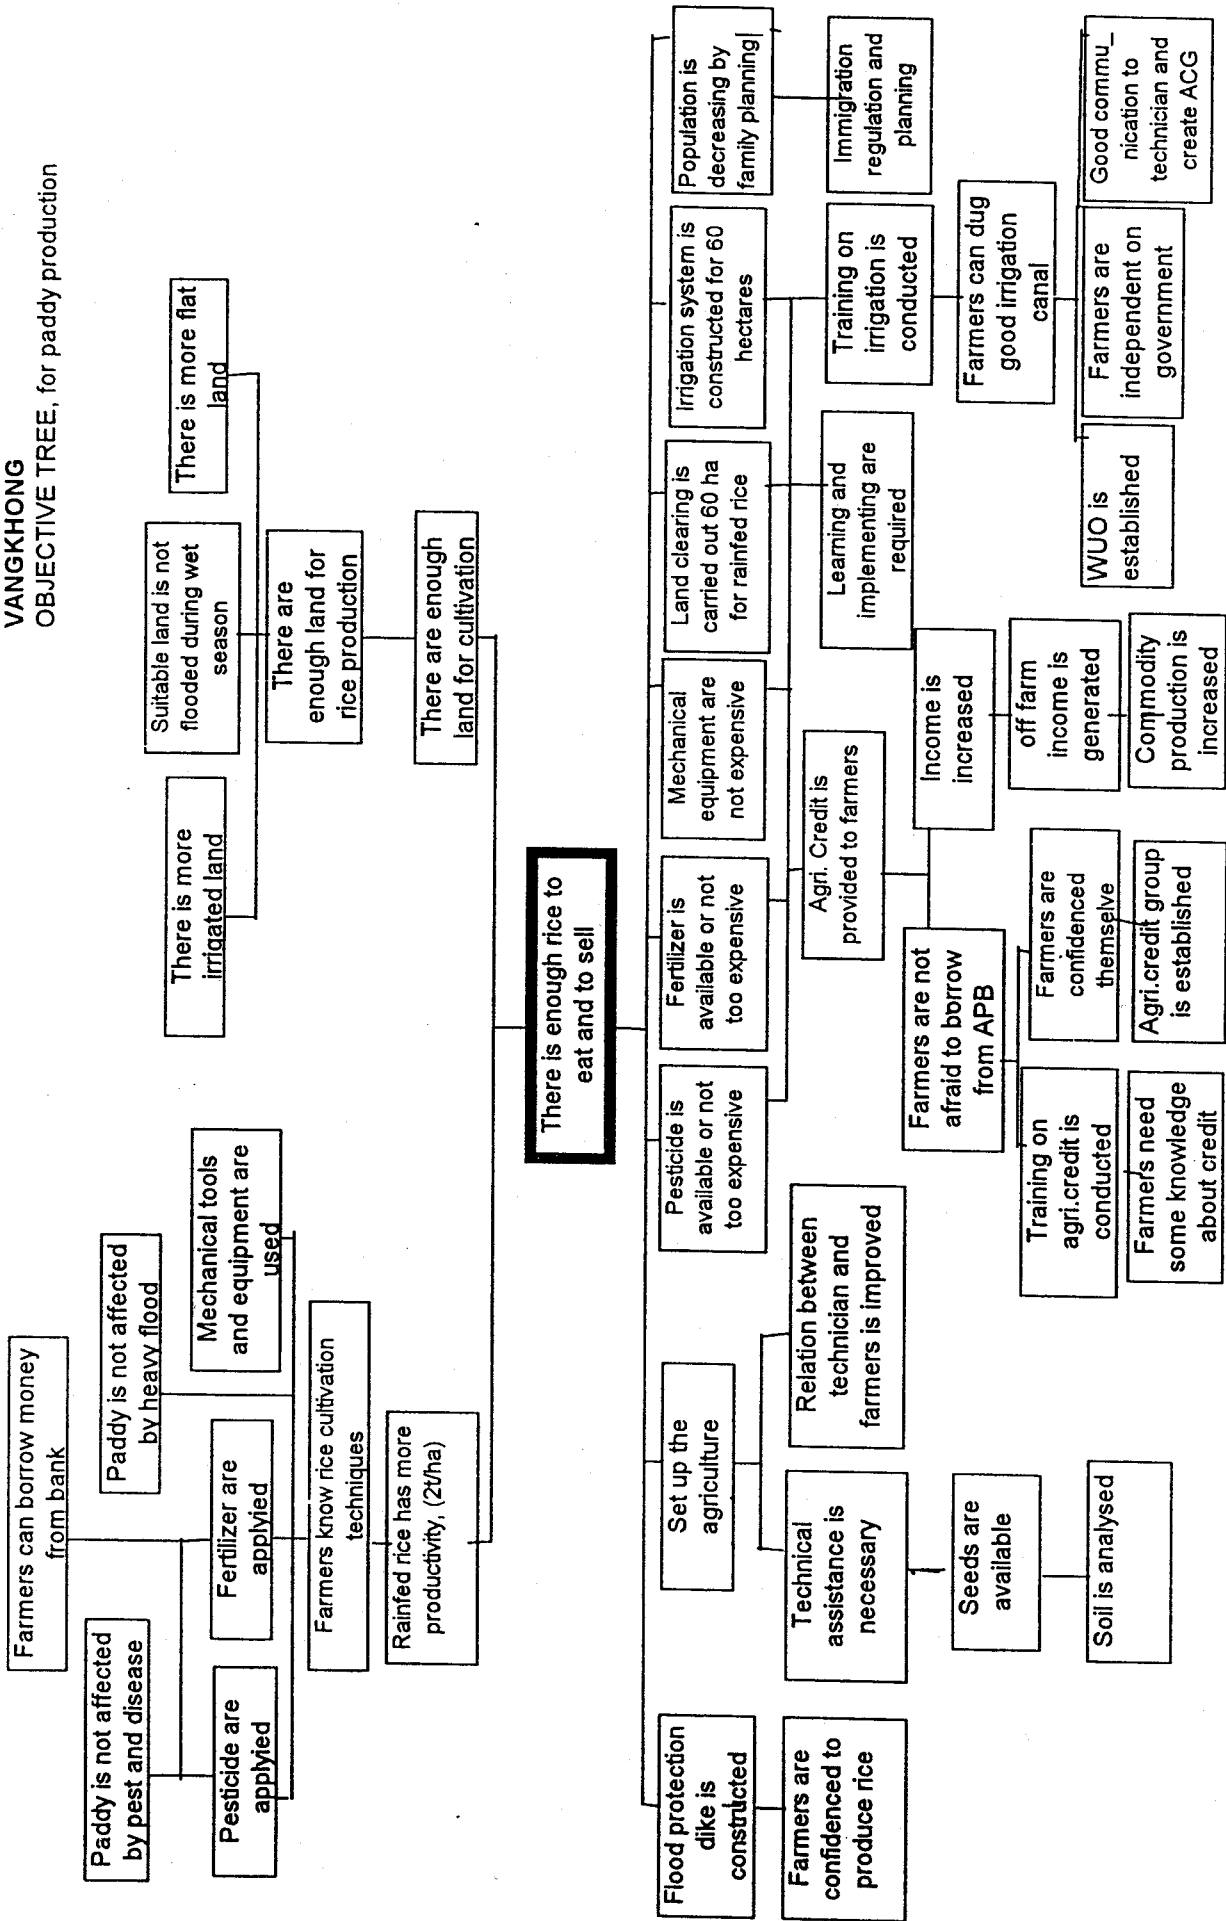 VANGKHONG
OBJECTIVE TREE, for paddy production
Farmers can borrow money
from bank
Paddy is not affected
by pest and disease
Paddy is not affected
by heavy flood
Pesticide are
applyied
Fertilizer are
applyied
Mechanical tools
and equipment are
used
Farmers know rice cultivation
techniques
Rainfed rice has more
productivity, (2t/ha)
There is more
irrigated land
Suitable land is not
flooded during wet
season
There is more flat
land
There are
enough land for
rice production
There are enough
land for cultivation
There is enough rice to
eat and to sell
Flood protection
dike is
constructed
Set up the
agriculture
Pesticide is
available or not
too expensive
Fertilizer is
available or not
too expensive
Mechanical
equipment are
not expensive
Land clearing is
carried out 60 ha
for rainfed rice
Irrigation system is
constructed for 60
hectares
Population is
decreasing by
family planning
Farmers are
confidenced to
produce rice
Technical
assistance is
necessary
Relation between
technician and
farmers is improved
Agri. Credit is
provided to farmers
Learning and
implementing are
required
Training on
irrigation is
conducted
Immigration
regulation and
planning
Seeds are
available
Farmers are not
afraid to borrow
from APB
Income is
increased
Farmers can dug
good irrigation
canal
Soil is analysed
Training on
agri.credit is
conducted
Farmers are
confidenced
themselve
off farm
income is
generated
WUO is
established
Farmers are
independent on
government
Good commu_
nication to
technician and
create ACG
Farmers need
some knowledge
about credit
Agri.credit group
is established
Commodity
production is
increased